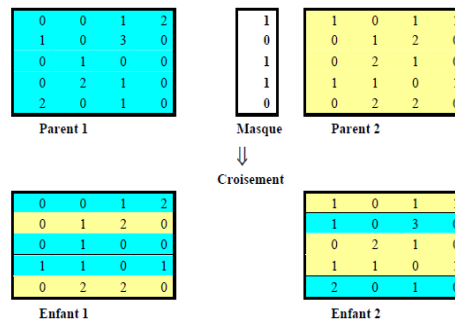 0 0 1 2 1 1 0 1
1 0 3 0 0 0 1 2
0 1 0 0 1 0 2 1
0 2 1 0 1 1 1 0
2 0 1 0 0 0 2 2
Parent 1 Masque Parent 2
⇓
Croisement
0 0 1 2 1 0 1
0 1 2 0 1 0 3
0 1 0 0 0 2 1
1 1 0 1 1 1 0
0 2 2 0 2 0 1
Enfant 1 Enfant 2